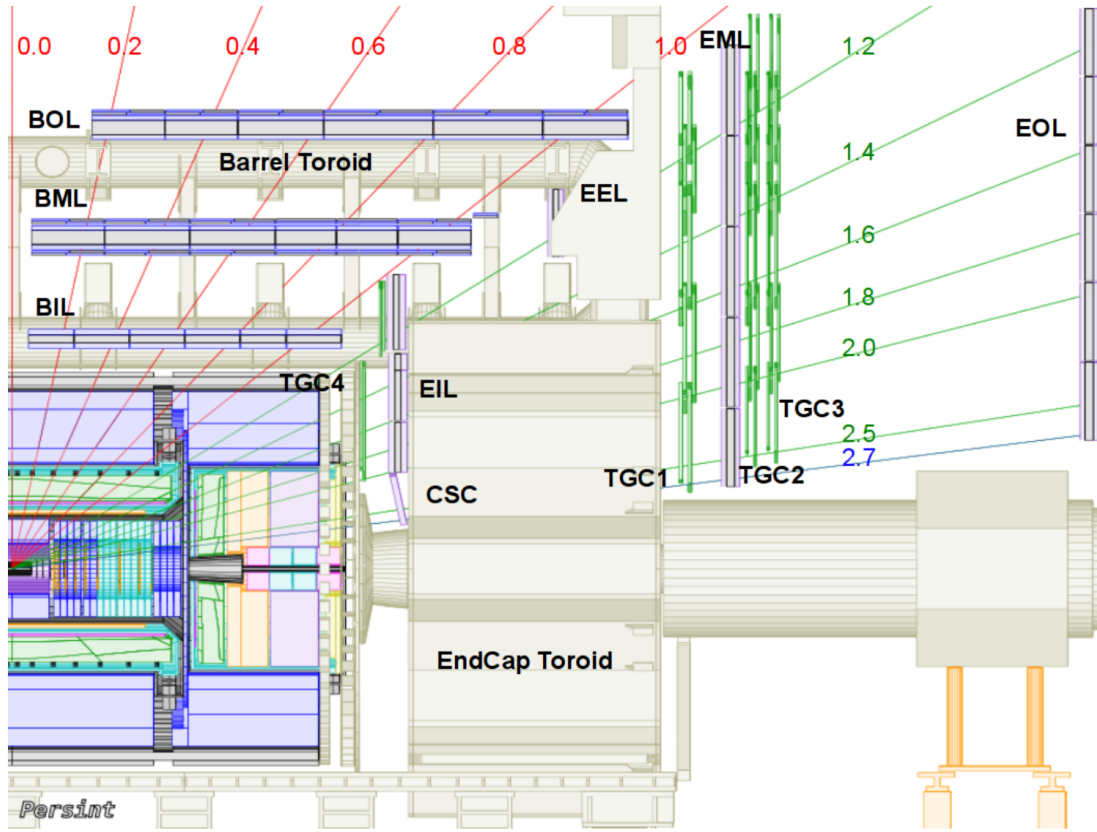 0.0 0.2 0.4 0.6 0.8 1.0 EML 1.2
BOL
EOL
Barrel Toroid
1.4
BML
EEL
1.6
BIL
1.8
2.0
TGC4
EIL
TGC3
2.5
2.7
CSC
TGC1
TGC2
EndCap Toroid
Persint